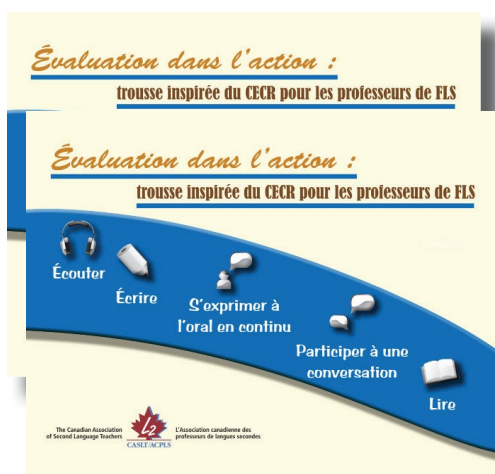 Évaluation dans l'action :
trousse inspirée du CECR pour les professeurs de FLS
Évaluation dans l'action :
trousse inspirée du CECR pour les professeurs de FLS
Écouter
Écrire
S'exprimer à
l'oral en continu
Participer à une
conversation
Lire
The Canadian Association
of Second Language Teachers
L2
CASLT/ACPLS
L'Association canadienne des
professeurs de langues secondes